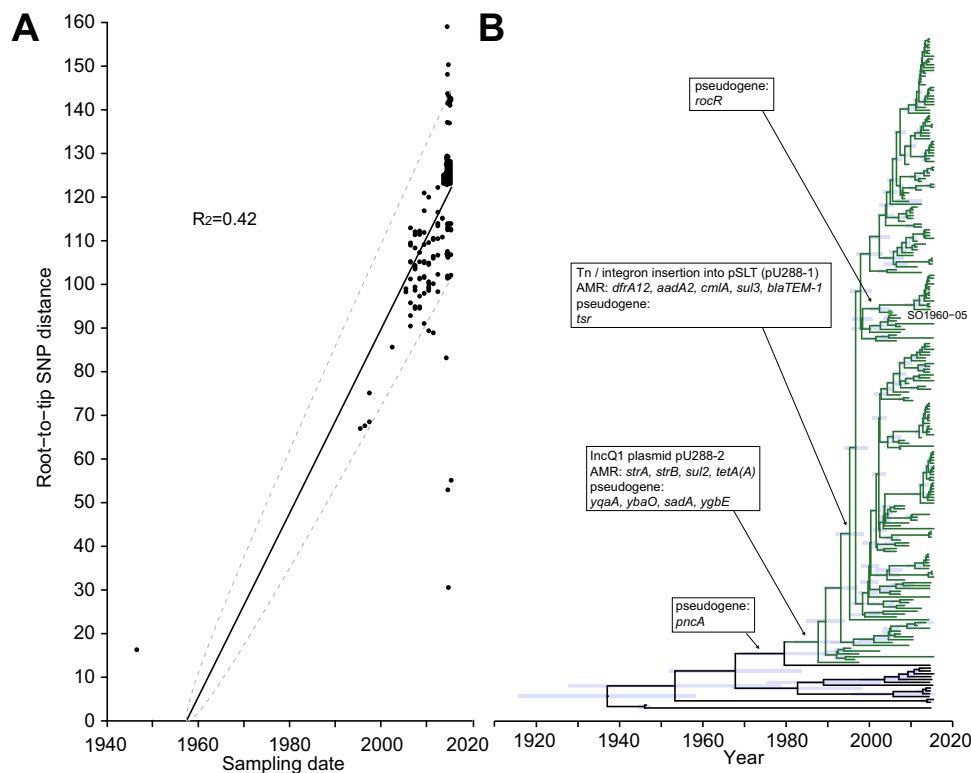 A
B
160
150
140
130
120
110
100
90
80
70
60
50
40
30
20
10
0
Root-to-tip SNP distance
R2=0.42
1940
1960
1980
2000
2020
Sampling date
pseudogene:
rocR
Tn / integron insertion into pSLT (pU288-1)
AMR: dfrA12, aadA2, cmlA, sul3, blaTEM-1
pseudogene:
tsr
SO1960−05
IncQ1 plasmid pU288-2
AMR: strA, strB, sul2, tetA(A)
pseudogene:
yqaA, ybaO, sadA, ygbE
pseudogene:
pncA
1910
1920
1940
1960
1980
2000
2020
Year